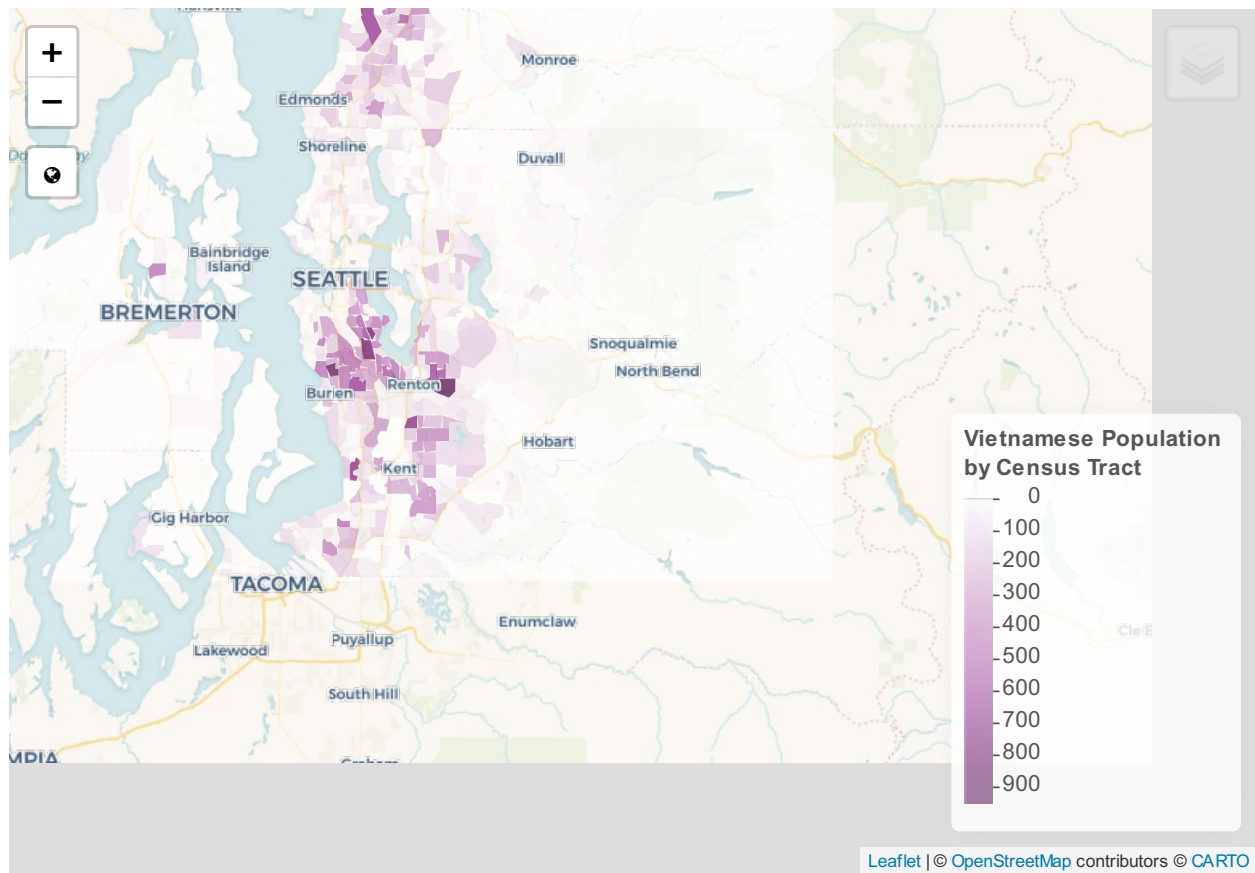 +
−
Monroe
Edmonds
Shoreline
Duvall
Bainbridge
Island
SEATTLE
BREMERTON
Snoqualmie
North Bend
Renton
Burien
Hobart
Kent
Gig Harbor
TACOMA
Enumclaw
Puyallup
Lakewood
South Hill
Vietnamese Population
by Census Tract
0
100
200
300
400
500
600
700
800
900
Cle E
MPIA
Leaflet | © OpenStreetMap contributors © CARTO